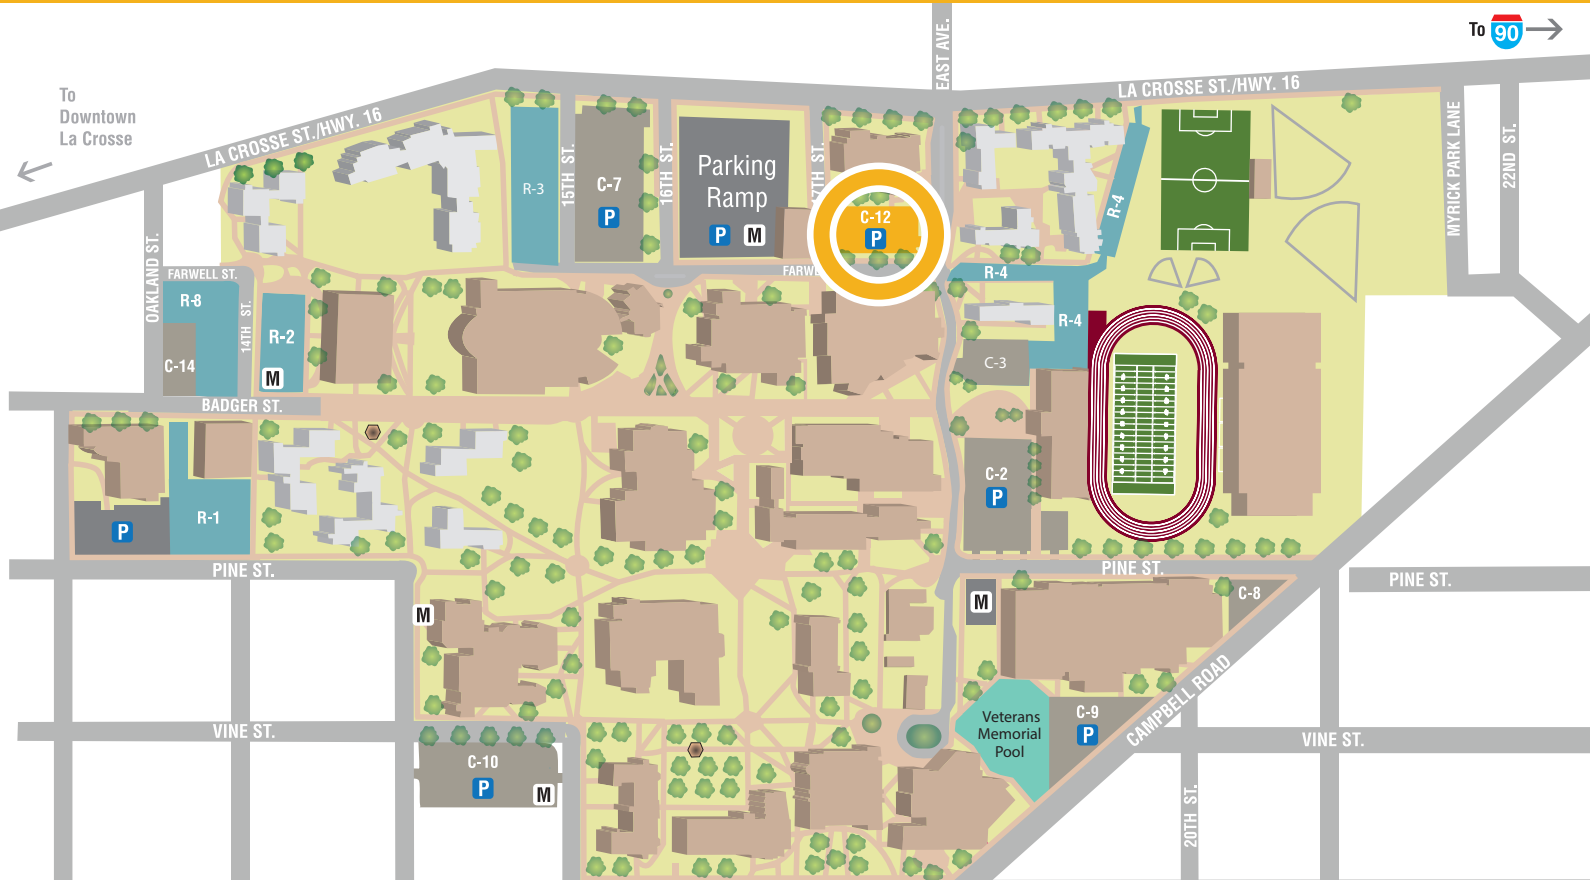 To
90
To
Downtown
La Crosse
EAST AVE.
LA CROSSE ST./HWY. 16
LA CROSSE ST./HWY. 16
MYRICK PARK LANE
22ND ST.
R-3
15TH ST.
C-7
P
16TH ST.
Parking
Ramp
P
M
17TH ST.
C-12
P
R-4
OAKLAND ST.
FARWELL ST.
FARWE
R-4
R-8
14TH ST.
R-2
M
C-14
R-4
C-3
BADGER ST.
C-2
P
R-1
P
PINE ST.
PINE ST.
PINE ST.
M
M
C-8
CAMPBELL ROAD
Veterans
Memorial
Pool
C-9
P
VINE ST.
VINE ST.
C-10
P
M
20TH ST.